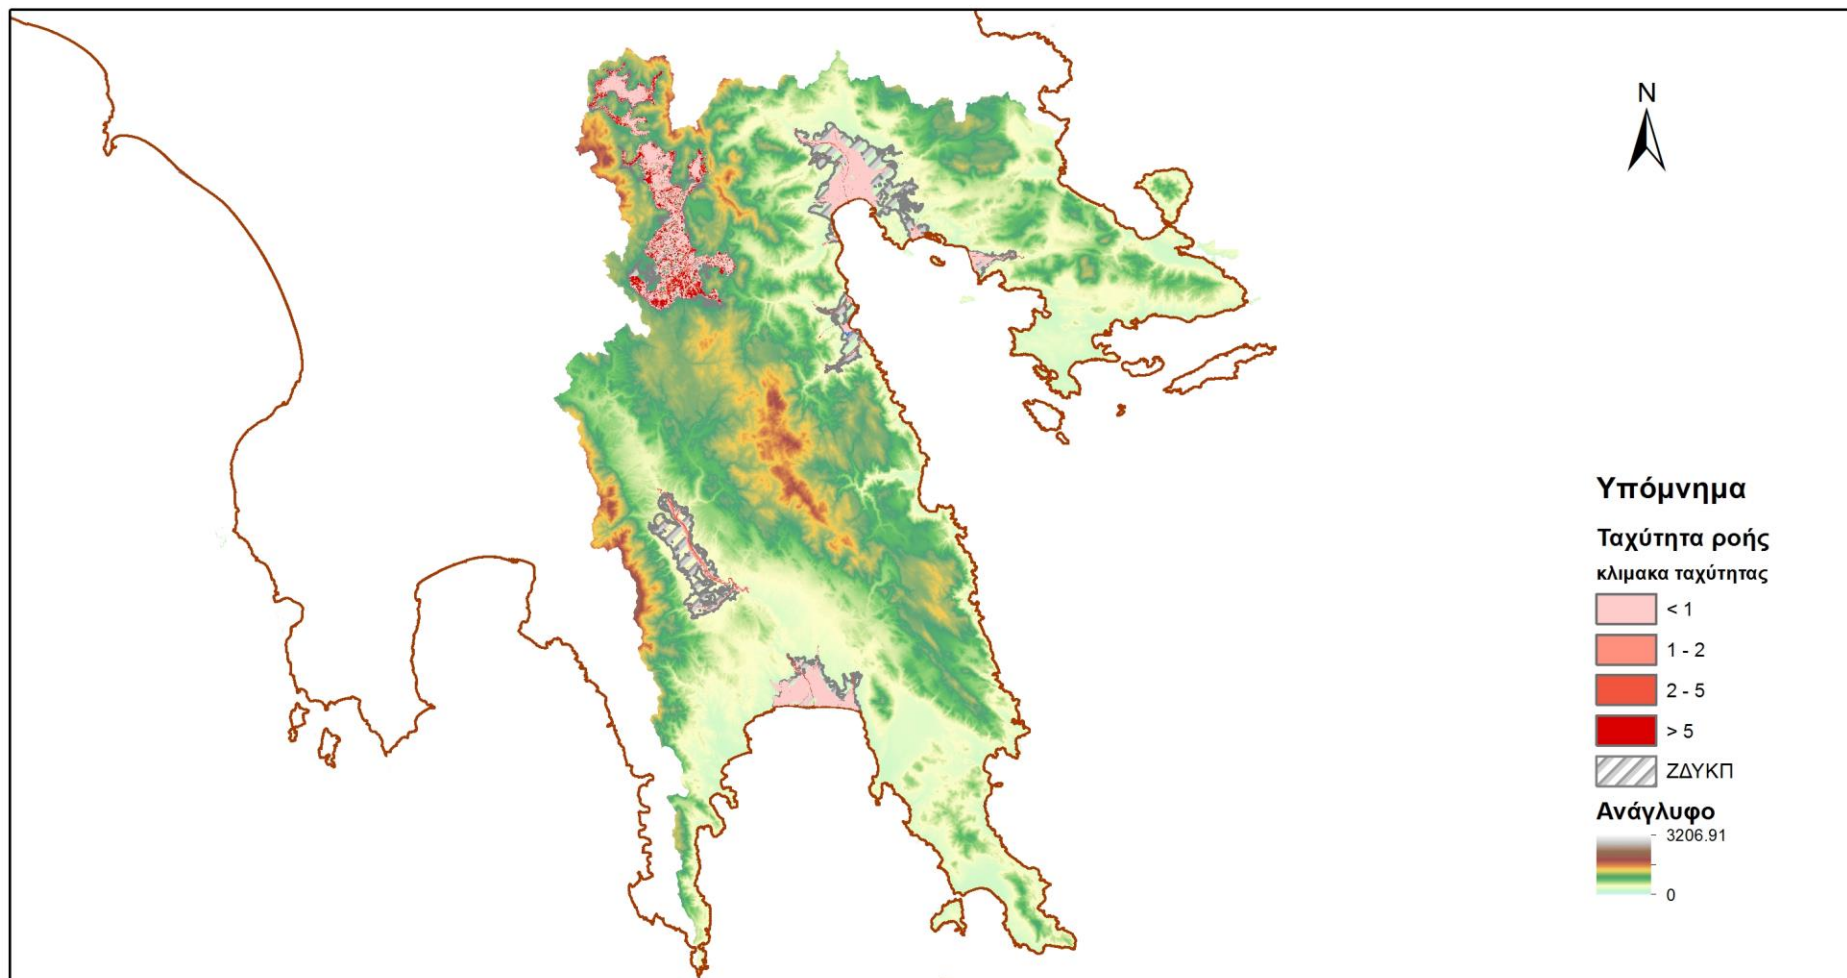 N
Υπόμνημα
Ταχύτητα ροής
κλιμακα ταχύτητας
< 1
1 - 2
2 - 5
> 5
ΖΔΥΚΠ
Ανάγλυφο
3206.91
0